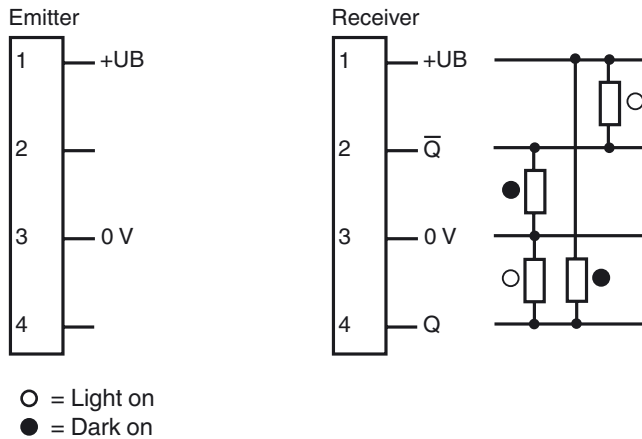 Emitter
1 +UB
2
3 0 V
4
Receiver
1 +UB
2 Q̅
3 0 V
4 Q
= Light on
= Dark on